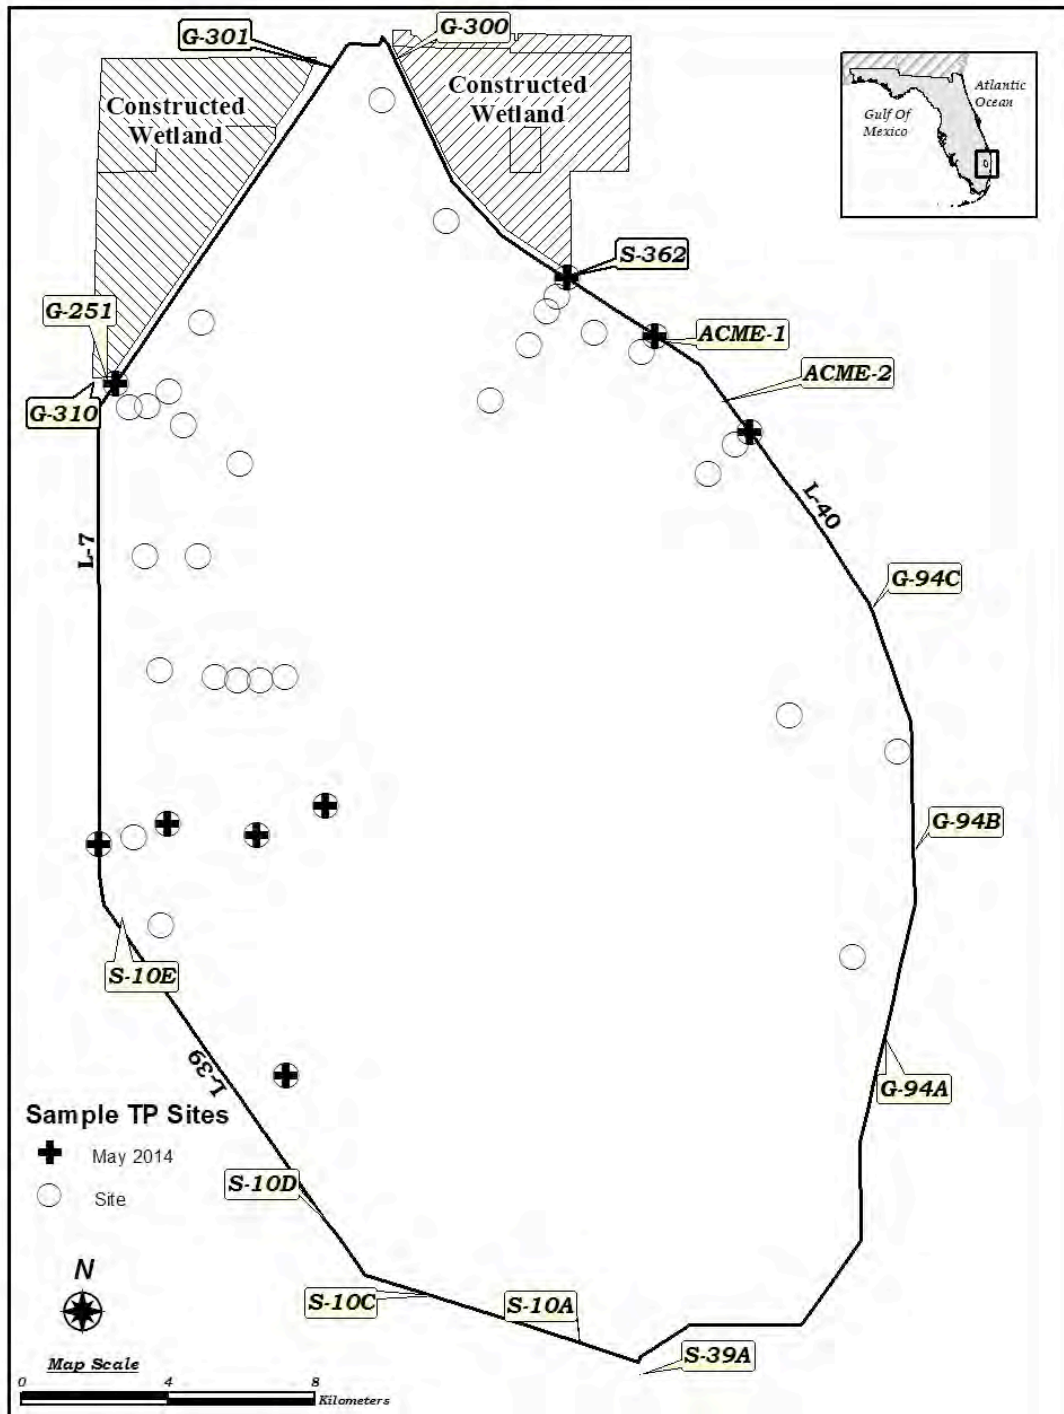 G-301
G-300
Constructed
Wetland
Constructed
Wetland
Atlantic
Ocean
Gulf Of
Mexico
S-362
G-251
ACME-1
ACME-2
G-310
L-40
L-7
G-94C
G-94B
S-10E
L-39
G-94A
Sample TP Sites
May 2014
Site
S-10D
N
S-10C
S-10A
S-39A
Map Scale
0 4 8
Kilometers